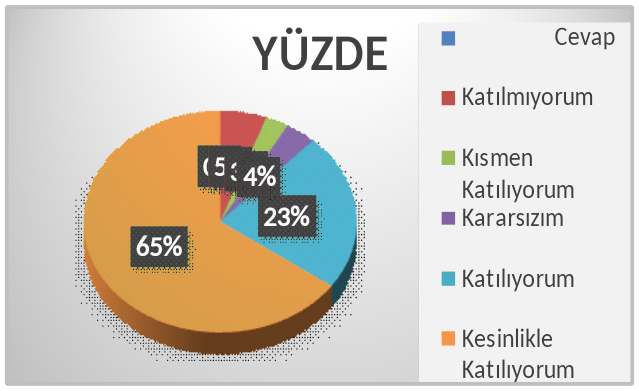 YÜZDE
Cevap
Katılmıyorum
Kısmen
Katılıyorum
Kararsızım
Katılıyorum
Kesinlikle
Katılıyorum
4%
23%
65%